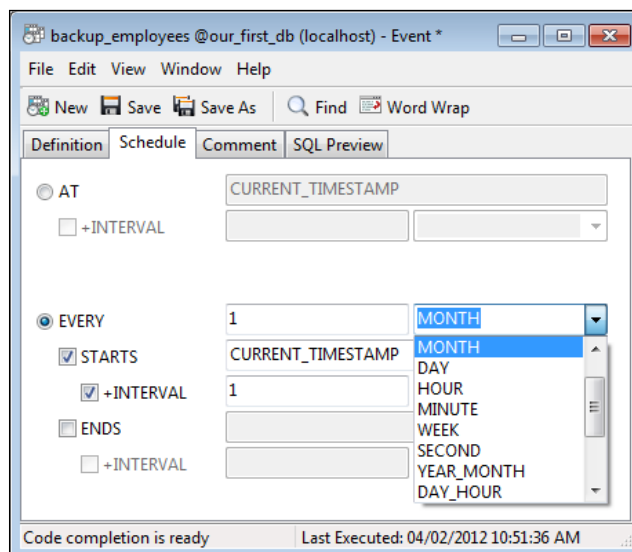 backup_employees @our_first_db (localhost) - Event *
File Edit View Window Help
New Save Save As Find Word Wrap
Definition Schedule Comment SQL Preview
AT CURRENT_TIMESTAMP
+INTERVAL
EVERY 1 MONTH
STARTS CURRENT_TIMESTAMP MONTH
DAY
+INTERVAL 1 HOUR
MINUTE
ENDS WEEK
SECOND
+INTERVAL YEAR_MONTH
DAY_HOUR
Code completion is ready Last Executed: 04/02/2012 10:51:36 AM